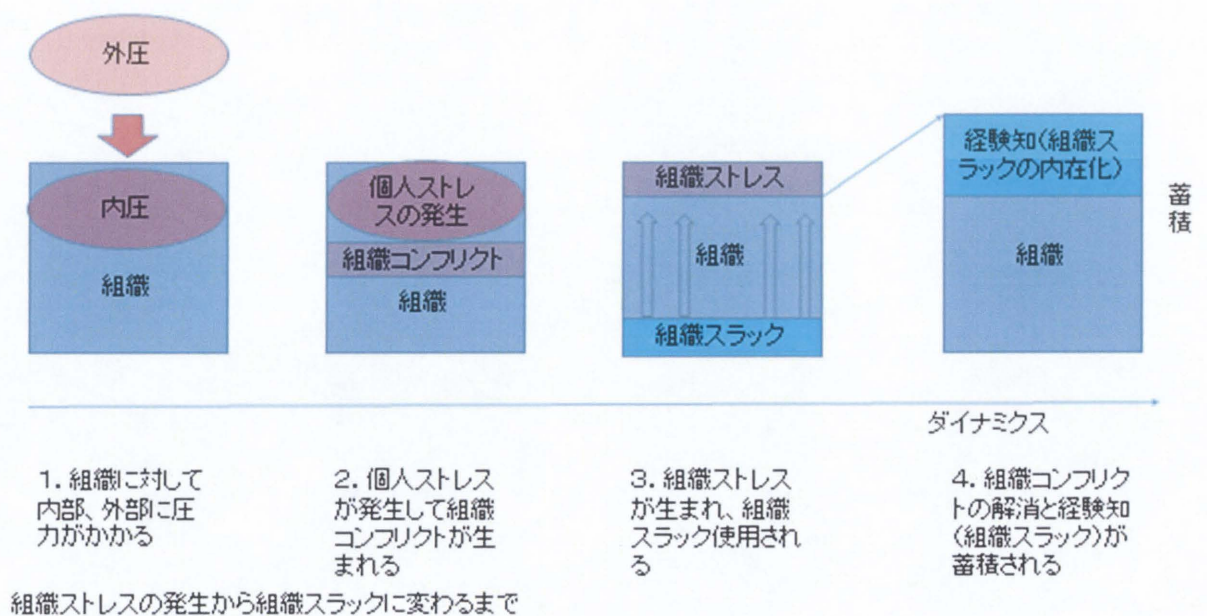 外圧
内圧
組織
個人ストレ
スの発生
組織コンフリクト
組織
組織ストレス
組織
組織スラック
経験知(組織ス
ラックの内在化)
組織
蓄
積
ダイナミクス
1. 組織に対して
内部、外部に圧
力がかかる
2. 個人ストレス
が発生して組織
コンフリクトが生
まれる
3. 組織ストレス
が生まれ、組織
スラック使用され
る
4. 組織コンフリク
トの解消と経験知
(組織スラック)が
蓄積される
組織ストレスの発生から組織スラックに変わるまで